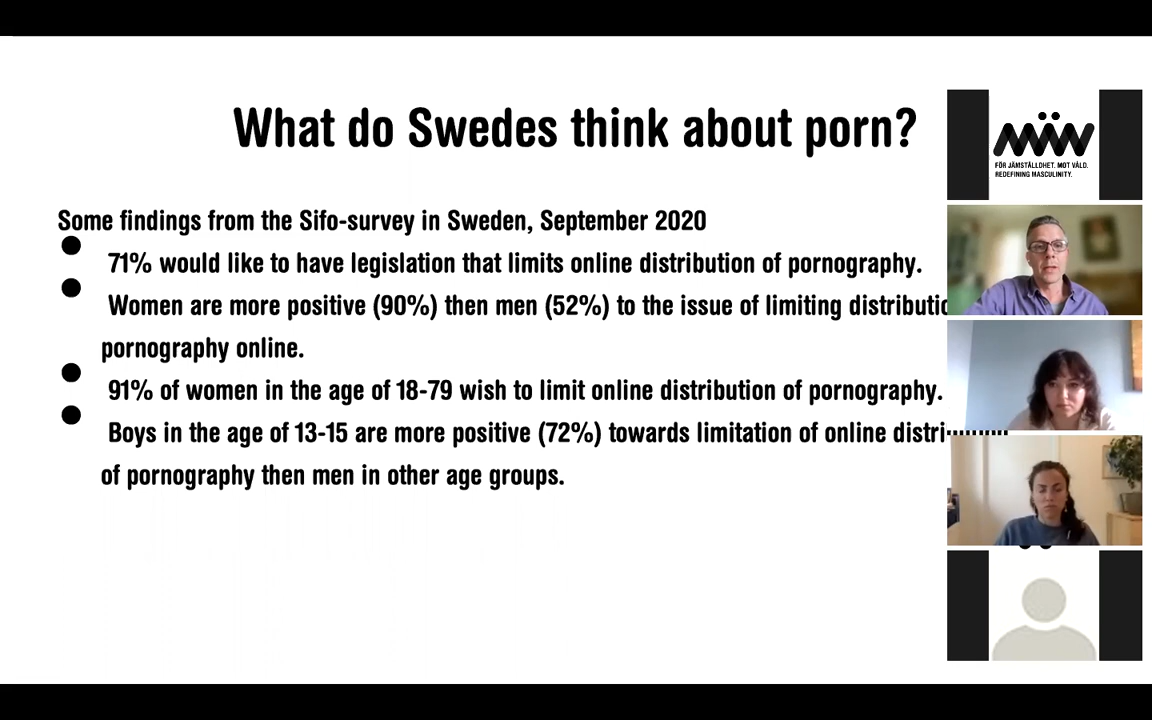 What do Swedes think about porn?
Some findings from the Sifo-survey in Sweden, September 2020
71% would like to have legislation that limits online distribution of pornography.
Women are more positive (90%) then men (52%) to the issue of limiting distributio
pornography online.
91% of women in the age of 18-79 wish to limit online distribution of pornography.
Boys in the age of 13-15 are more positive (72%) towards limitation of online distri
of pornography then men in other age groups.
MÄN
FÖR JÄMSTÄLLDHET. MOT VÅLD.
REDEFINING MASCULINITY.